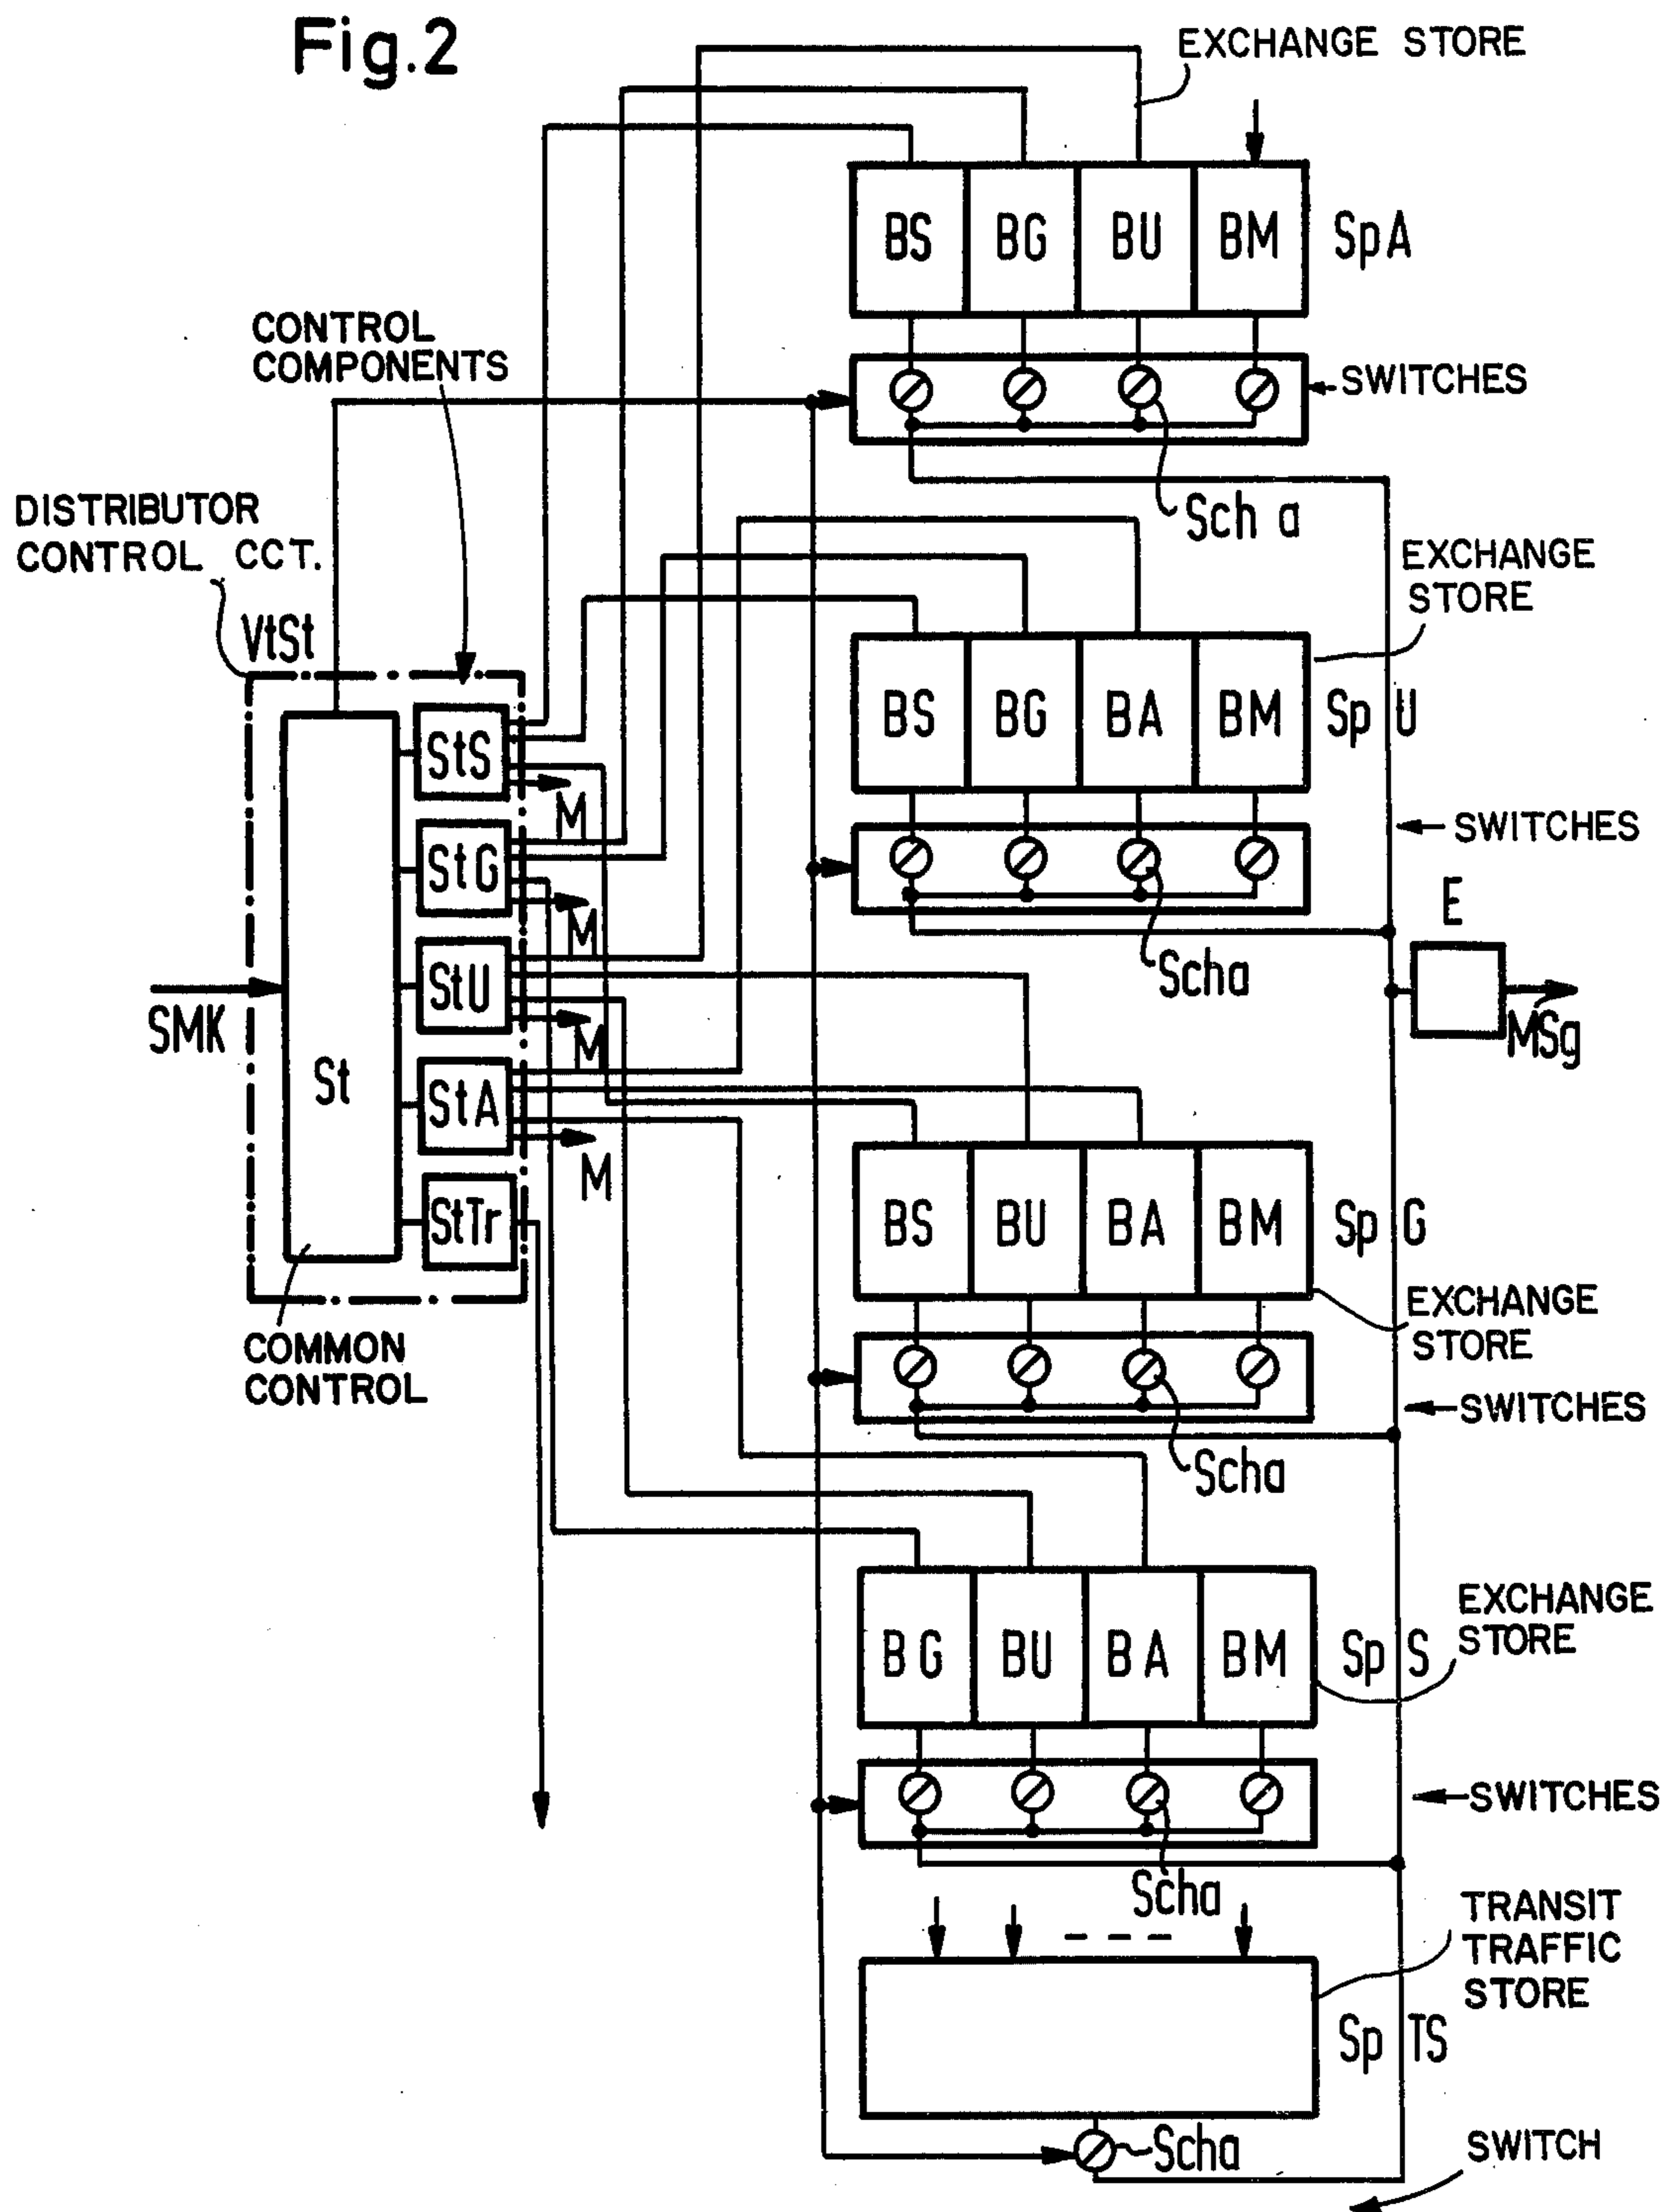 Fig.2
EXCHANGE STORE
BS BG BU BM SpA
CONTROL
COMPONENTS
SWITCHES
DISTRIBUTOR
CONTROL CCT.
Sch a
EXCHANGE
STORE
VtSt
BS BG BA BM Sp U
StS
M
SWITCHES
StG
M
E
Scha
StU
SMK
M
MSg
St
StA
M
StTr
BS BU BA BM Sp G
EXCHANGE
STORE
COMMON
CONTROL
SWITCHES
Scha
EXCHANGE
STORE
BG BU BA BM Sp S
SWITCHES
Scha
TRANSIT
TRAFFIC
STORE
Sp TS
Scha
SWITCH